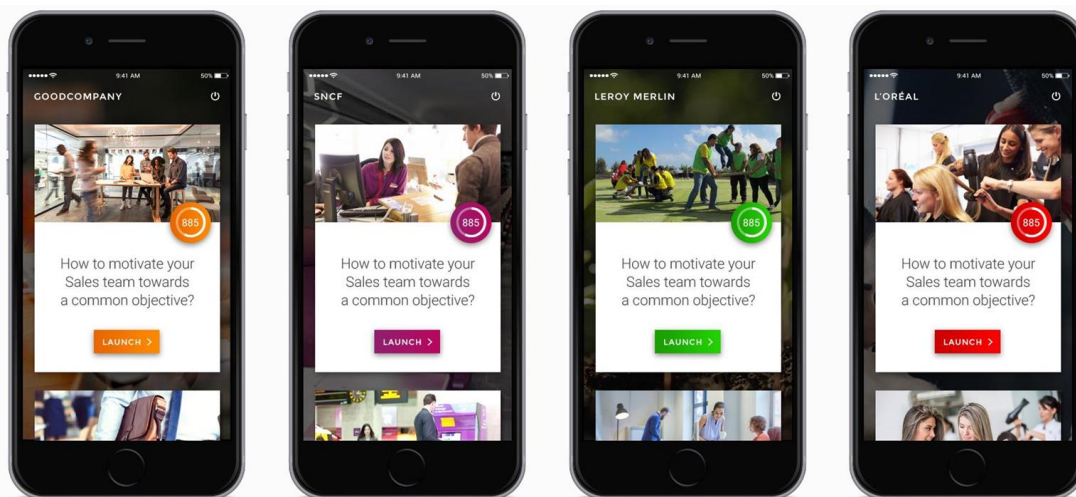 9:41 AM
50%
GOODCOMPANY
885
How to motivate your
Sales team towards
a common objective?
LAUNCH >
9:41 AM
50%
SNCF
885
How to motivate your
Sales team towards
a common objective?
LAUNCH >
9:41 AM
50%
LEROY MERLIN
885
How to motivate your
Sales team towards
a common objective?
LAUNCH >
9:41 AM
50%
L'ORÉAL
885
How to motivate your
Sales team towards
a common objective?
LAUNCH >